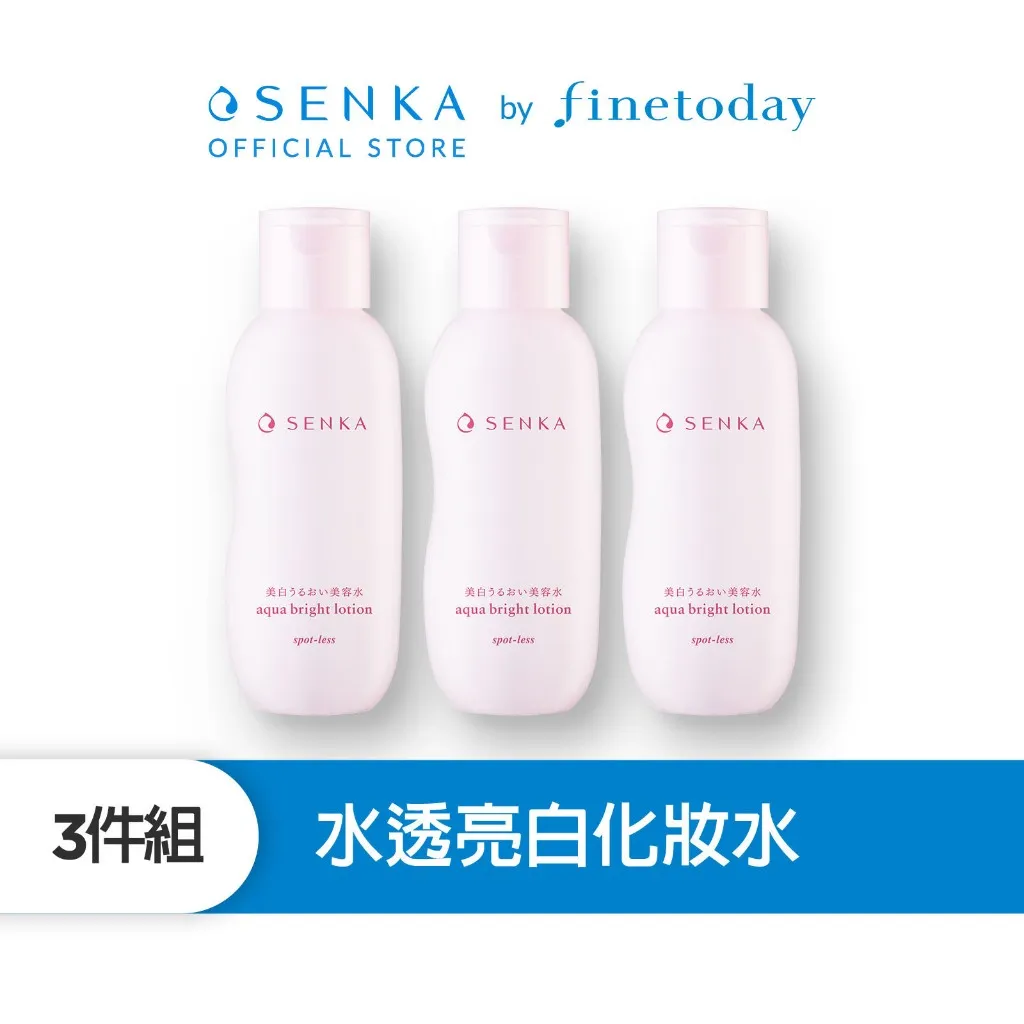 SENKA by finetoday
OFFICIAL STORE
SENKA
美白うるおい美容水
aqua bright lotion
spot-less
SENKA
美白うるおい美容水
aqua bright lotion
spot-less
SENKA
美白うるおい美容水
aqua bright lotion
spot-less
3件組
水透亮白化妝水